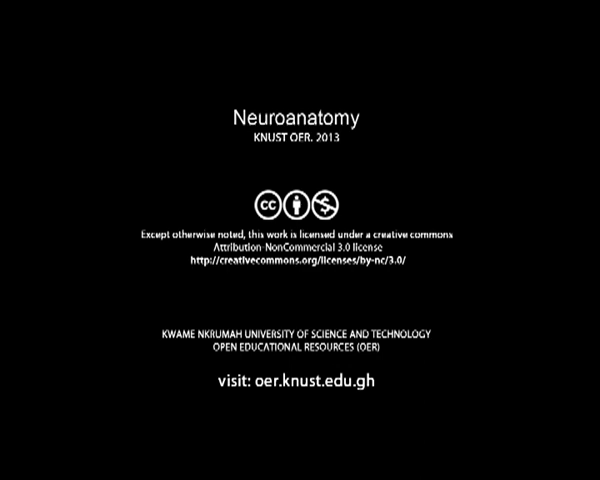 Neuroanatomy
KNUST OER. 2013
cc $
Except otherwise noted, this work is licensed under a creative commons
Attribution-NonCommercial 3.0 license
http://creativecommons.org/licenses/by-nc/3.0/
KWAME NKRUMAH UNIVERSITY OF SCIENCE AND TECHNOLOGY
OPEN EDUCATIONAL RESOURCES (OER)
visit: oer.knust.edu.gh